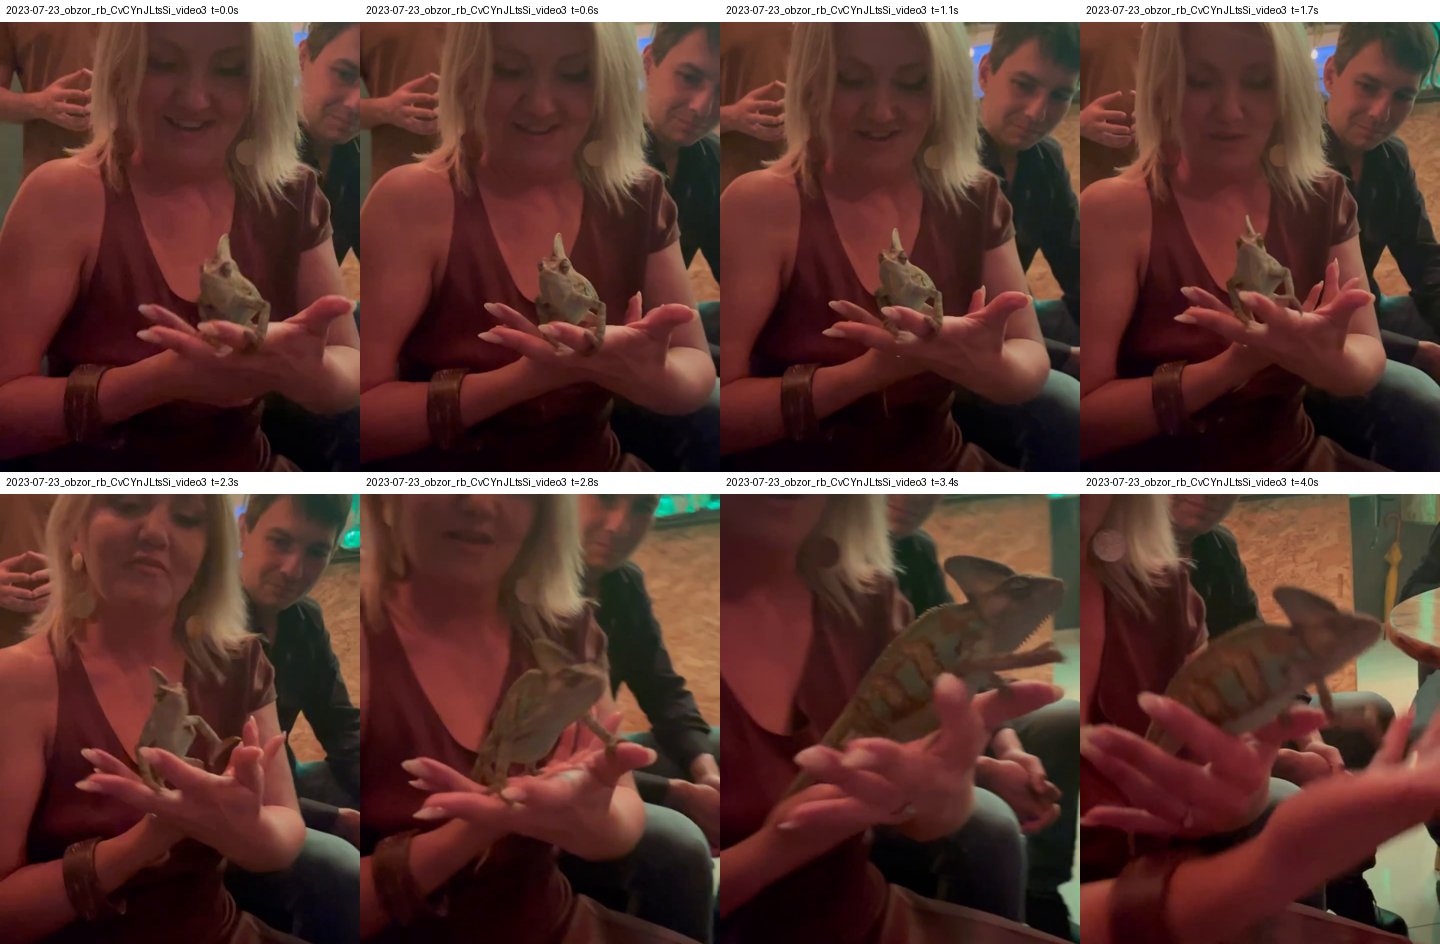 2023-07-23_obzor_rb_CvCYnJLtsSi_video3 t=0.0s
2023-07-23_obzor_rb_CvCYnJLtsSi_video3 t=0.6s
2023-07-23_obzor_rb_CvCYnJLtsSi_video3 t=1.1s
2023-07-23_obzor_rb_CvCYnJLtsSi_video3 t=1.7s
2023-07-23_obzor_rb_CvCYnJLtsSi_video3 t=2.3s
2023-07-23_obzor_rb_CvCYnJLtsSi_video3 t=2.8s
2023-07-23_obzor_rb_CvCYnJLtsSi_video3 t=3.4s
2023-07-23_obzor_rb_CvCYnJLtsSi_video3 t=4.0s